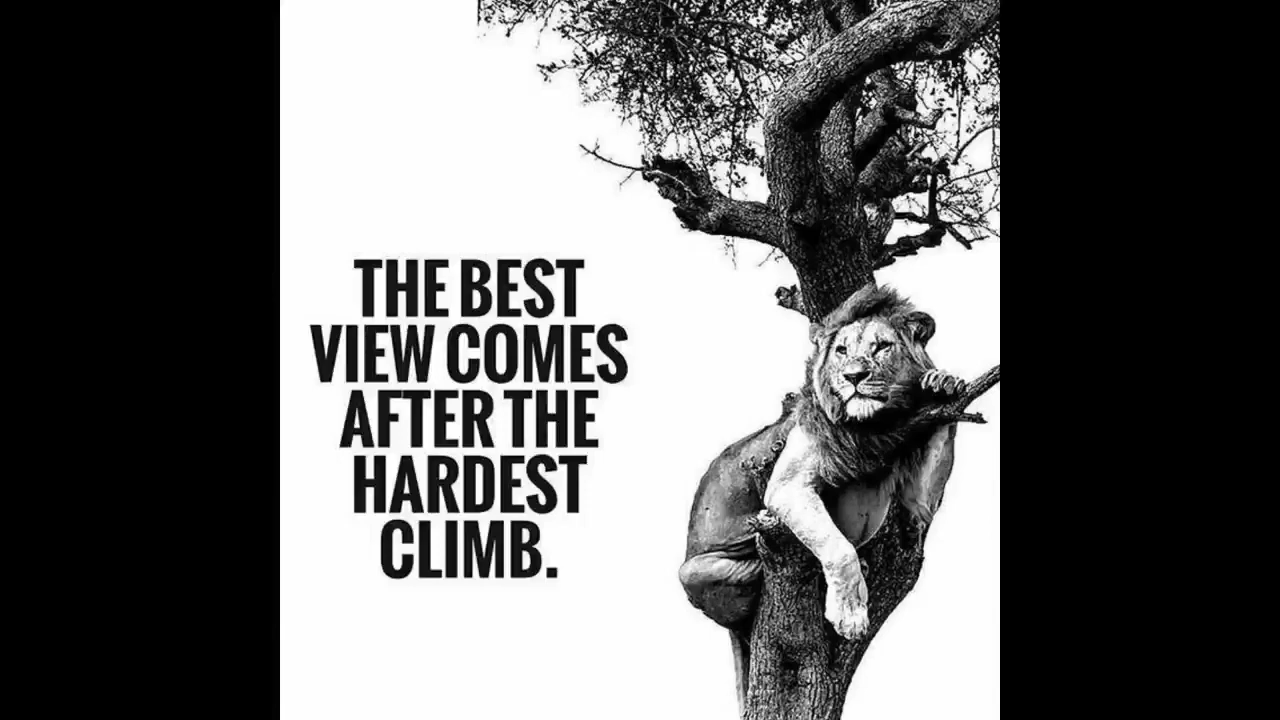 THE BEST
VIEW COMES
AFTER THE
HARDEST
CLIMB.